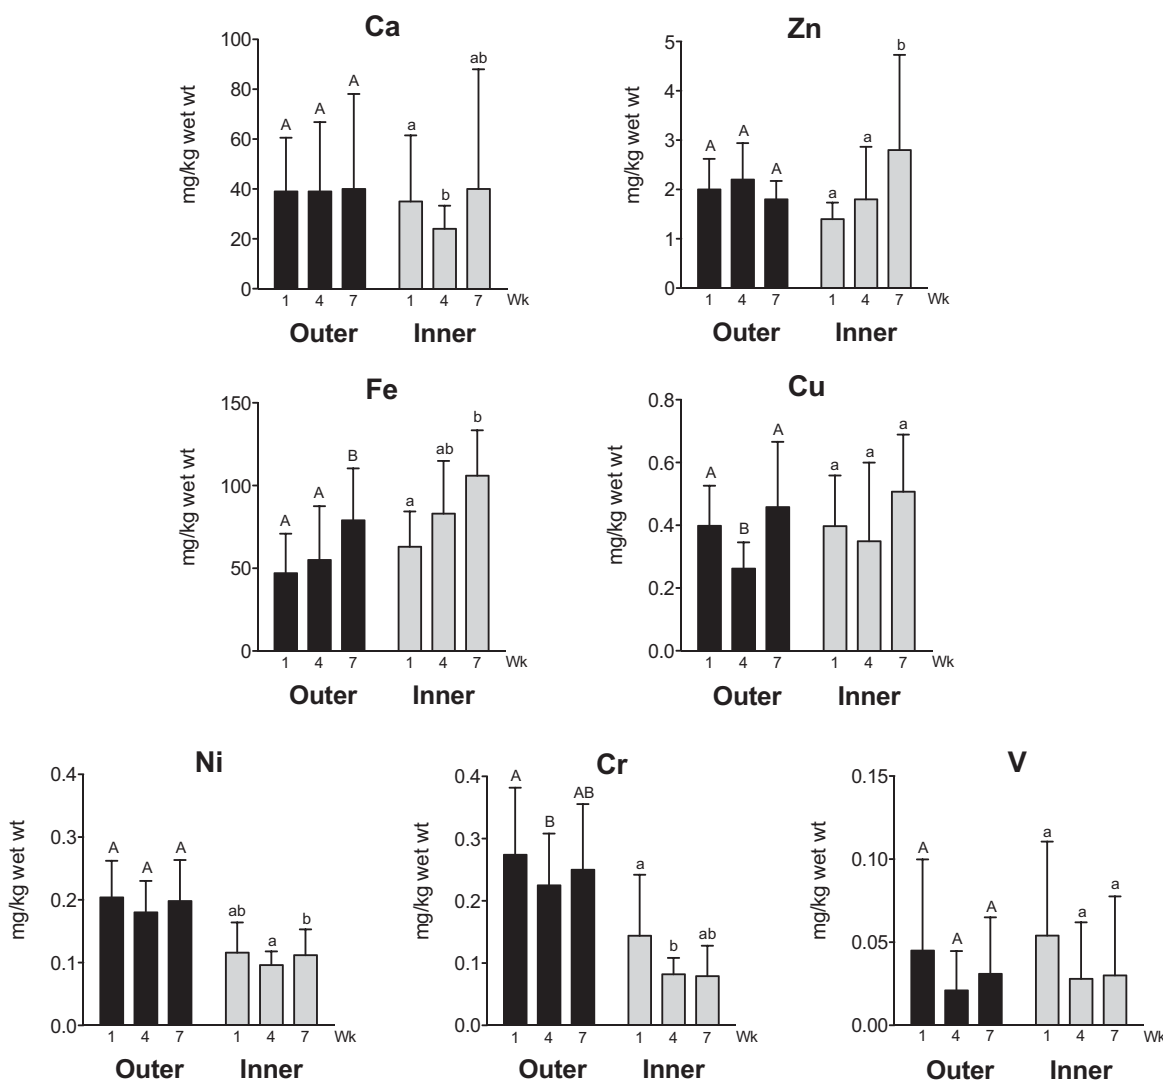 Ca
mg/kg wet wt
100
80
60
40
20
0
A A A a b ab
1 4 7 1 4 7 Wk
Outer Inner
Zn
mg/kg wet wt
5
4
3
2
1
0
A A A a a b
1 4 7 1 4 7 Wk
Outer Inner
Fe
mg/kg wet wt
150
100
50
0
A A B a ab b
1 4 7 1 4 7 Wk
Outer Inner
Cu
mg/kg wet wt
0.8
0.6
0.4
0.2
0.0
A B A a a a
1 4 7 1 4 7 Wk
Outer Inner
Ni
mg/kg wet wt
0.4
0.3
0.2
0.1
0.0
A A A ab a b
1 4 7 1 4 7 Wk
Outer Inner
Cr
mg/kg wet wt
0.4
0.3
0.2
0.1
0.0
A B AB a b ab
1 4 7 1 4 7 Wk
Outer Inner
V
mg/kg wet wt
0.15
0.10
0.05
0.00
A A A a a a
1 4 7 1 4 7 Wk
Outer Inner